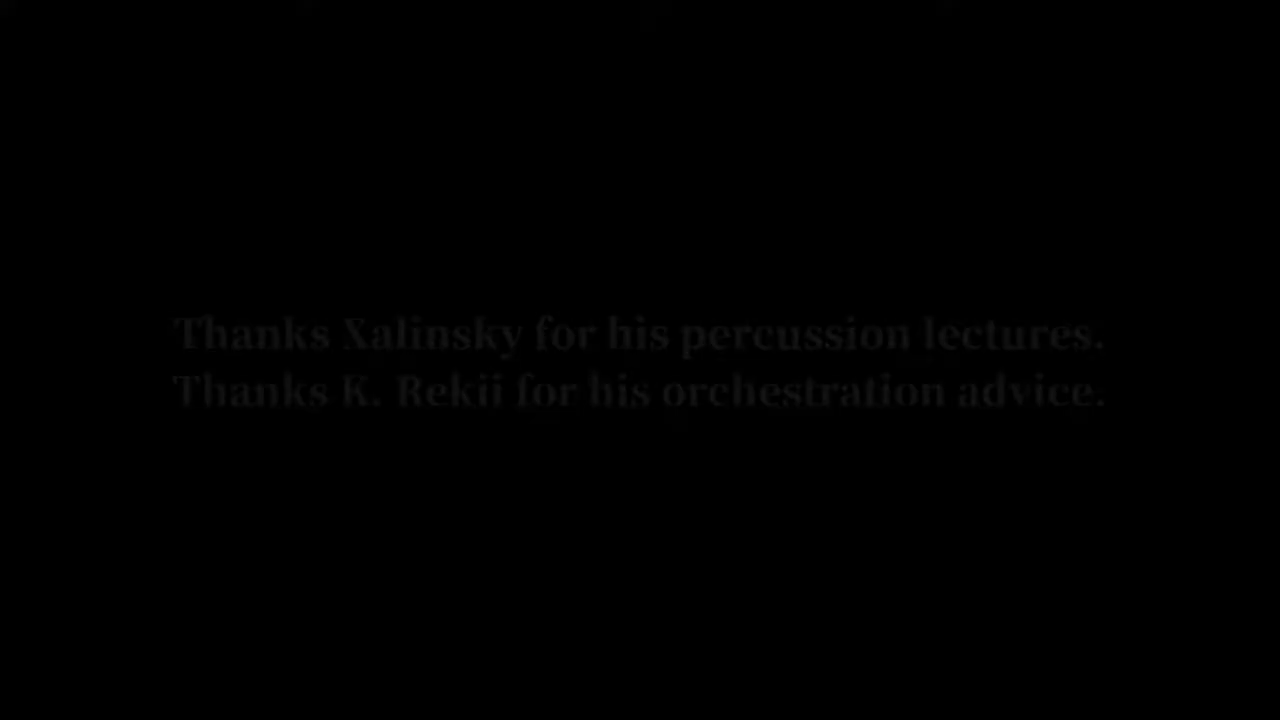 Thanks Xalinsky for his percussion lectures.
Thanks K. Rekii for his orchestration advice.